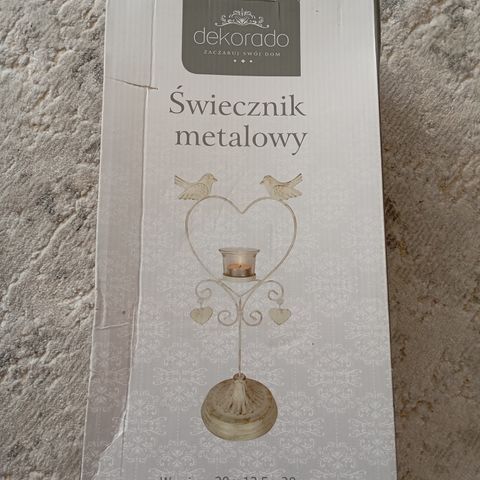 dekorado
ZACZARUJ SWÓJ DOM
Świecznik
metalowy